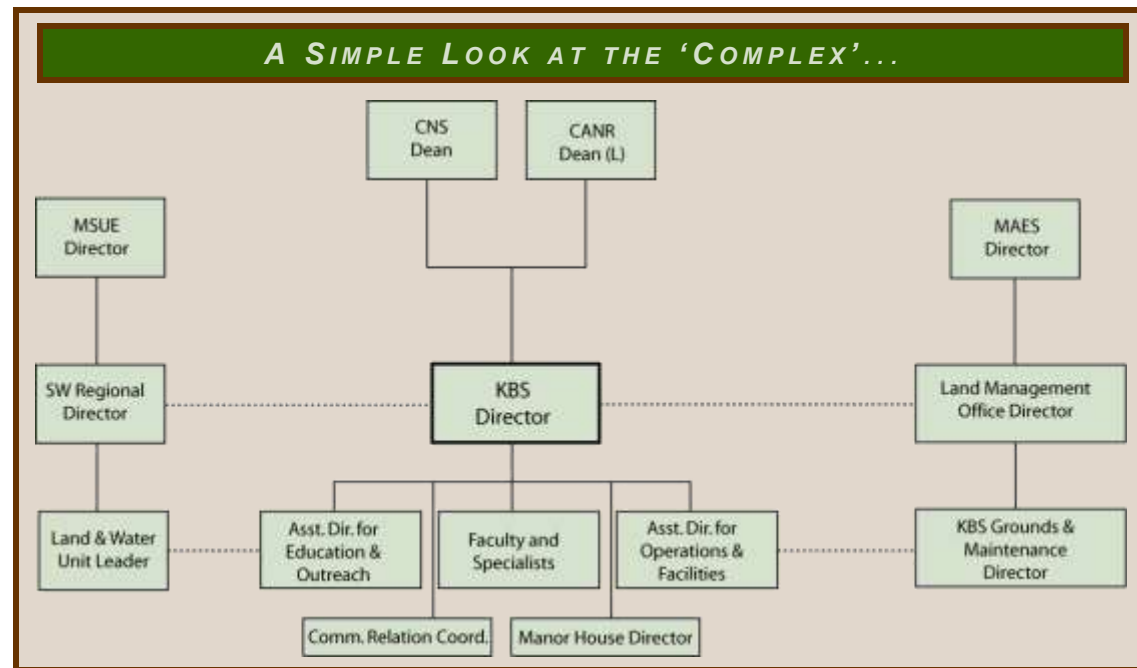 A SIMPLE LOOK AT THE ‘COMPLEX’...
CNS
Dean
CANR
Dean (L)
MSUE
Director
MAES
Director
SW Regional
Director
KBS
Director
Land Management
Office Director
Land & Water
Unit Leader
Asst. Dir. for
Education &
Outreach
Faculty and
Specialists
Asst. Dir. for
Operations &
Facilities
KBS Grounds &
Maintenance
Director
Comm. Relation Coord.
Manor House Director